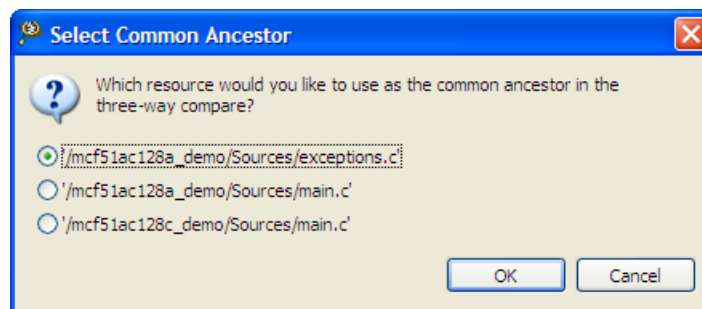 Select Common Ancestor
Which resource would you like to use as the common ancestor in the
three-way compare?
'/mcf51ac128a_demo/Sources/exceptions.c'
'/mcf51ac128a_demo/Sources/main.c'
'/mcf51ac128c_demo/Sources/main.c'
OK Cancel